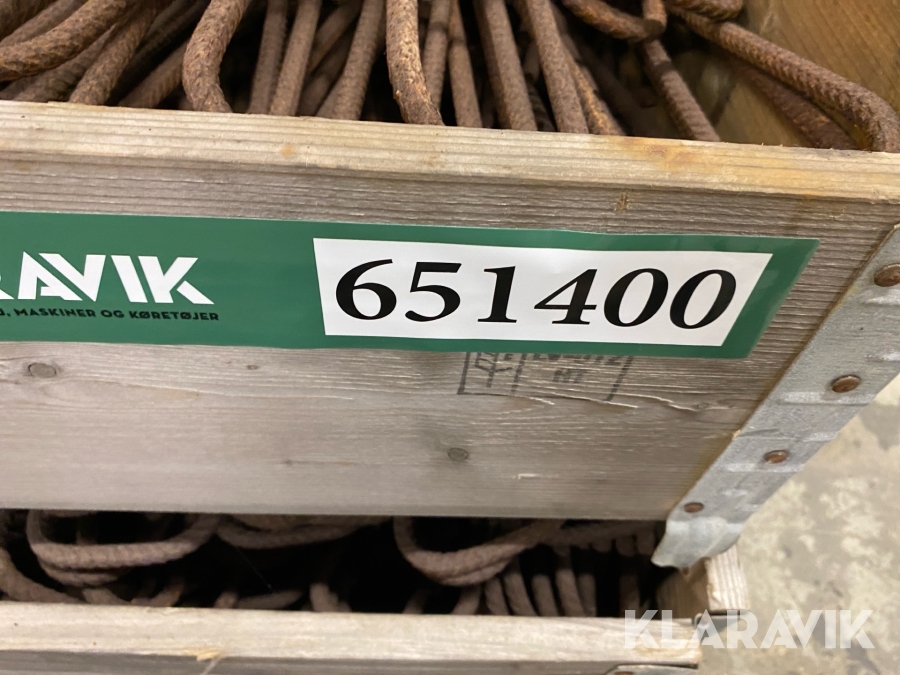 RAVIK
, MASKINER OG KØRETØJER
651400
KLARAVIK